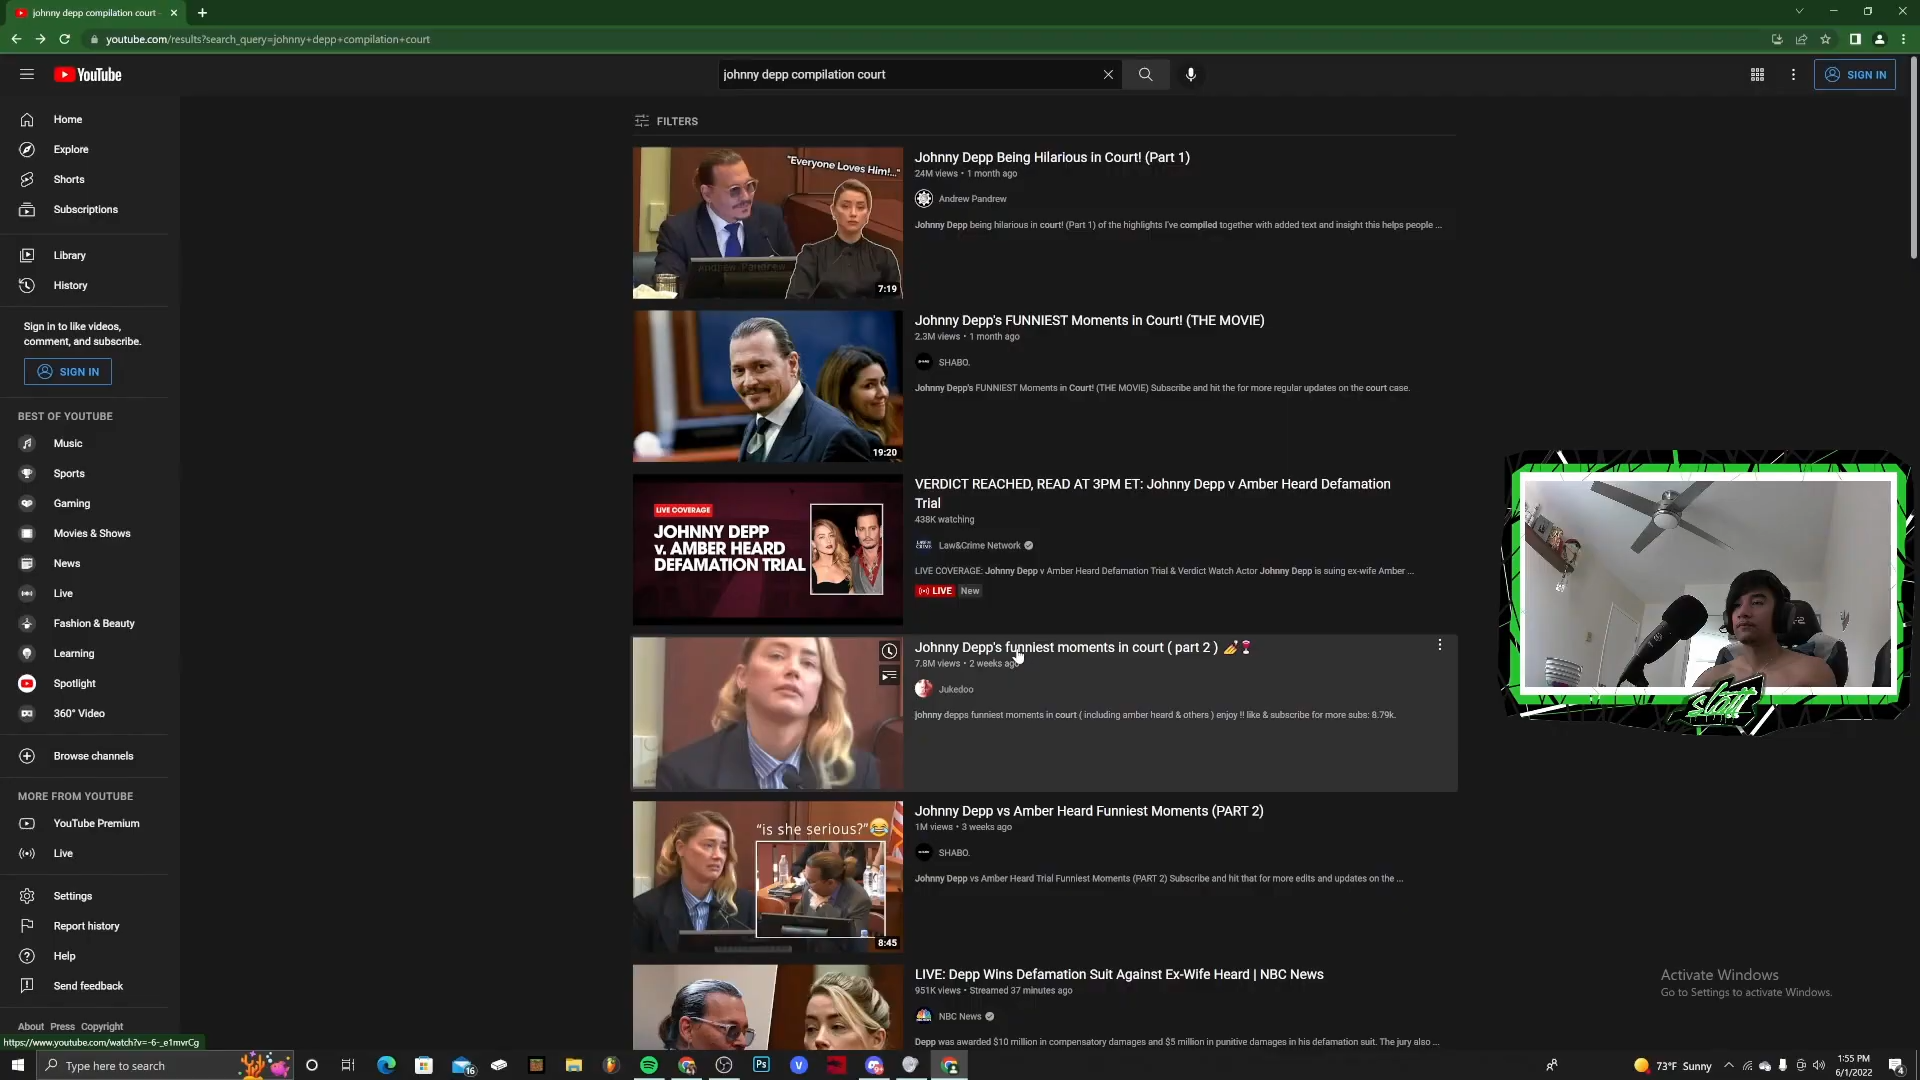 johnny depp compilation court -
youtube.com/results?search_query=johnny+depp+compilation+court
YouTube
johnny depp compilation court
SIGN IN
Home
Explore
Shorts
Subscriptions
Library
History
Sign in to like videos,
comment, and subscribe.
SIGN IN
BEST OF YOUTUBE
Music
Sports
Gaming
Movies & Shows
News
Live
Fashion & Beauty
Learning
Spotlight
360° Video
Browse channels
MORE FROM YOUTUBE
YouTube Premium
Live
Settings
Report history
Help
Send feedback
About Press Copyright
https://www.youtube.com/watch?v=-6-_e1mvrCg
FILTERS
"Everyone Loves Him!..."
Andrew Pandrew
7:19
Johnny Depp Being Hilarious in Court! (Part 1)
24M views • 1 month ago
Andrew Pandrew
Johnny Depp being hilarious in court! (Part 1) of the highlights I've compiled together with added text and insight this helps people ...
19:20
Johnny Depp's FUNNIEST Moments in Court! (THE MOVIE)
2.3M views • 1 month ago
SHABO.
Johnny Depp's FUNNIEST Moments in Court! (THE MOVIE) Subscribe and hit the for more regular updates on the court case.
LIVE COVERAGE
JOHNNY DEPP
v. AMBER HEARD
DEFAMATION TRIAL
VERDICT REACHED, READ AT 3PM ET: Johnny Depp v Amber Heard Defamation
Trial
438K watching
Law&Crime Network
LIVE COVERAGE: Johnny Depp v Amber Heard Defamation Trial & Verdict Watch Actor Johnny Depp is suing ex-wife Amber ...
LIVE New
Johnny Depp's funniest moments in court ( part 2 ) 💅🍷
7.8M views • 2 weeks ago
Jukedoo
johnny depps funniest moments in court ( including amber heard & others ) enjoy !! like & subscribe for more subs: 8.79k.
"is she serious?"😂
8:45
Johnny Depp vs Amber Heard Funniest Moments (PART 2)
1M views • 3 weeks ago
SHABO.
Johnny Depp vs Amber Heard Trial Funniest Moments (PART 2) Subscribe and hit that for more edits and updates on the ...
LIVE: Depp Wins Defamation Suit Against Ex-Wife Heard | NBC News
951K views • Streamed 37 minutes ago
NBC News
Depp was awarded $10 million in compensatory damages and $5 million in punitive damages in his defamation suit. The jury also ...
slatt
Activate Windows
Go to Settings to activate Windows.
Type here to search
16
Ps
73°F Sunny
1:55 PM
6/1/2022
4